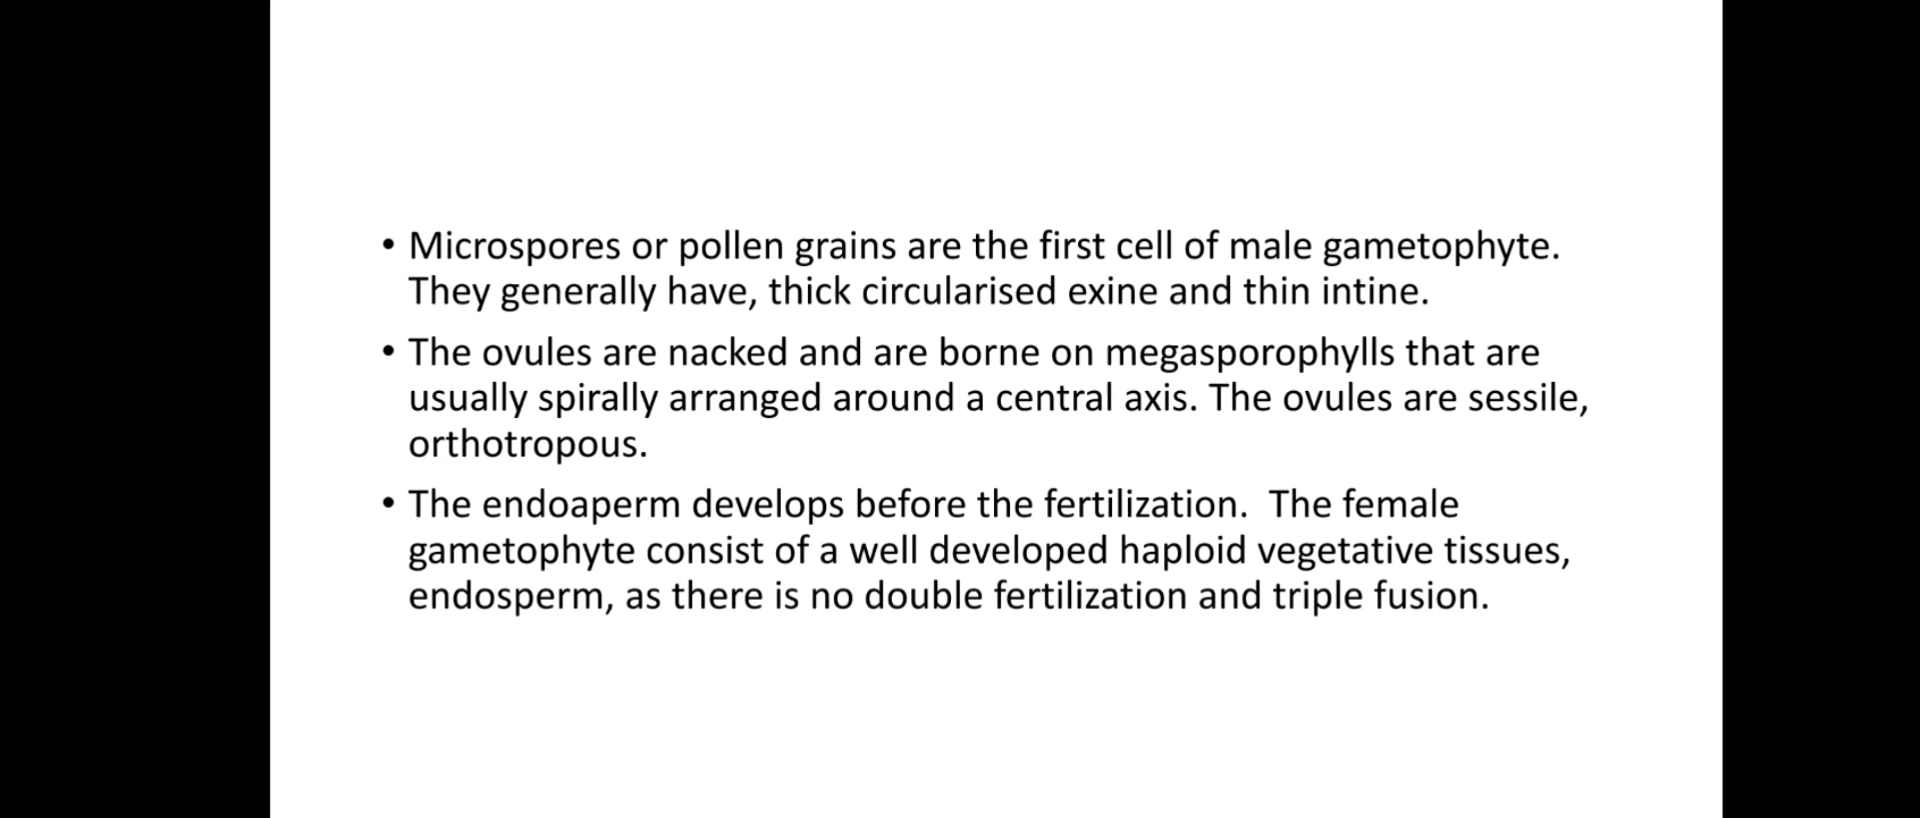 • Microspores or pollen grains are the first cell of male gametophyte.
They generally have, thick circularised exine and thin intine.
• The ovules are nacked and are borne on megasporophylls that are
usually spirally arranged around a central axis. The ovules are sessile,
orthotropous.
• The endoaperm develops before the fertilization.  The female
gametophyte consist of a well developed haploid vegetative tissues,
endosperm, as there is no double fertilization and triple fusion.